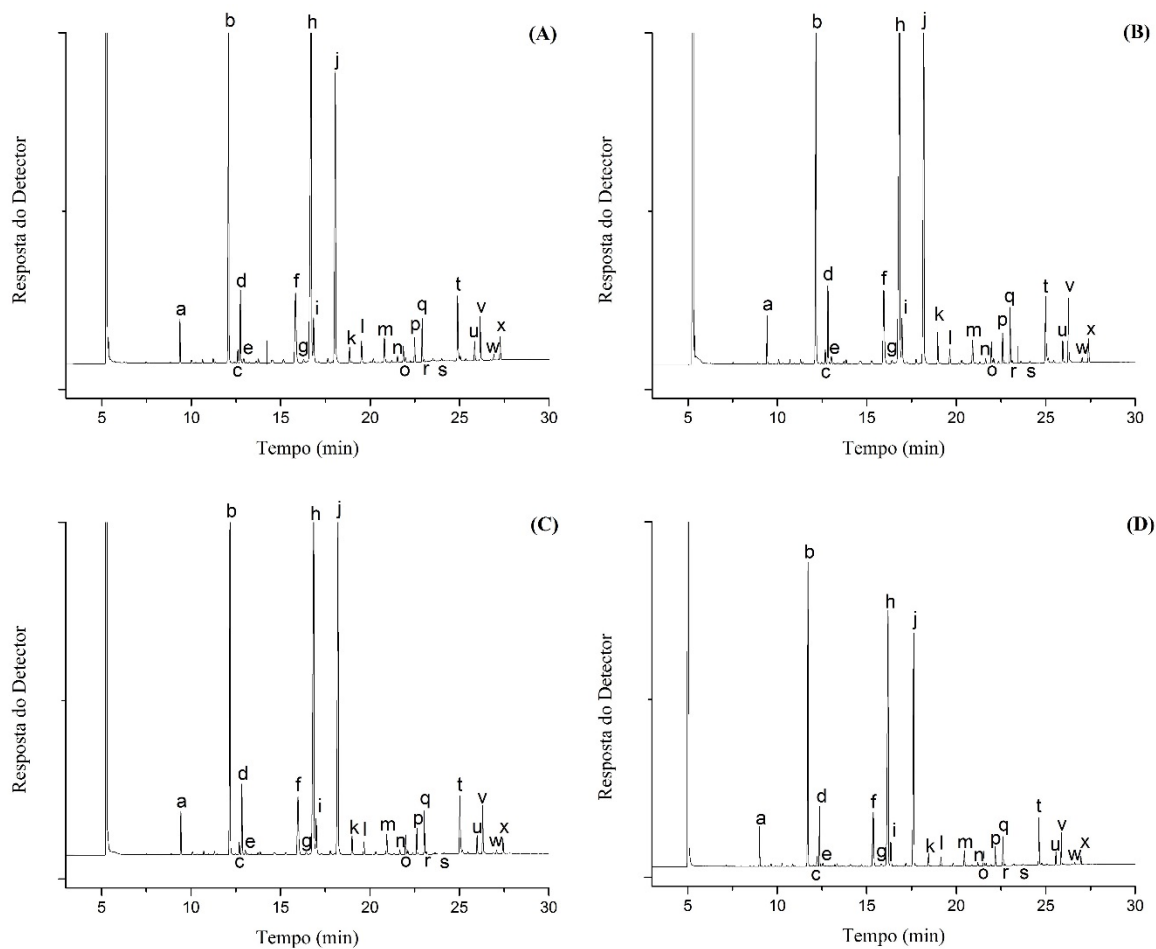 (A)
b
h
j
d
f
a
i
q
t
v
p
u
x
m
l
k
n
w
e
g
c
o
r
s
Resposta do Detector
5 10 15 20 25 30
Tempo (min)
(B)
b
h
j
d
f
a
i
q
t
v
k
p
m
l
n
u
x
w
e
g
c
o
r
s
Resposta do Detector
5 10 15 20 25 30
Tempo (min)
(C)
b
h
j
d
f
a
i
q
t
v
k
l
m
n
p
u
x
w
e
g
c
o
r
s
Resposta do Detector
5 10 15 20 25 30
Tempo (min)
(D)
b
h
j
d
f
a
i
q
t
v
k
l
m
n
p
u
x
w
e
g
c
o
r
s
Resposta do Detector
5 10 15 20 25 30
Tempo (min)